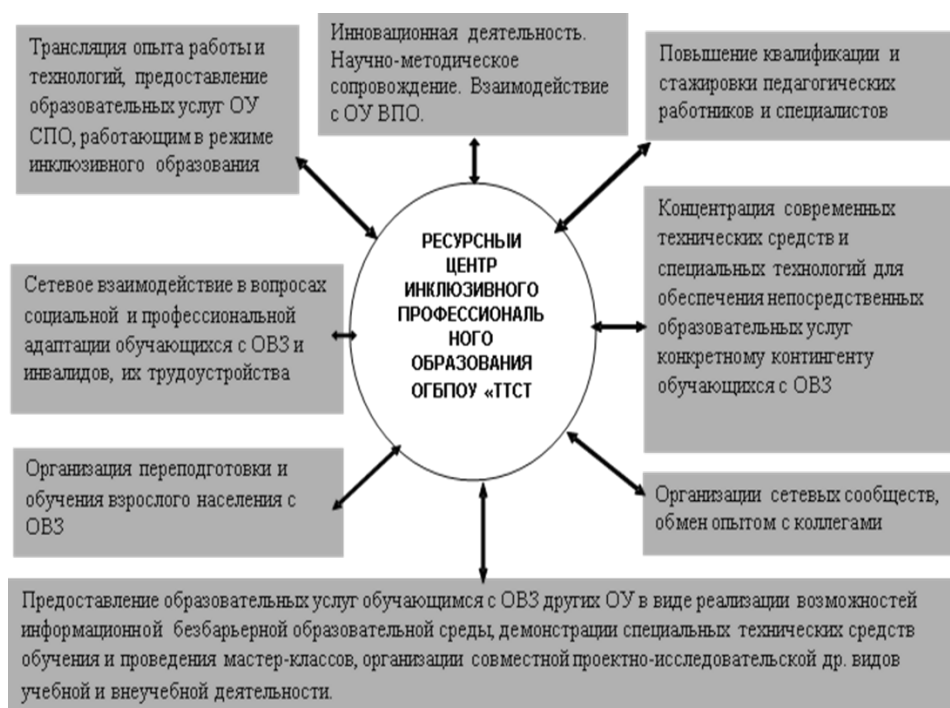 Трансляция опыта работы и
технологий, предоставление
образовательных услуг ОУ
СПО, работающим в режиме
инклюзивного образования
Инновационная деятельность.
Научно-методическое
сопровождение. Взаимодействие
с ОУ ВПО.
Повышение квалификации и
стажировки педагогических
работников и специалистов
Сетевое взаимодействие в вопросах
социальной и профессиональной
адаптации обучающихся с ОВЗ и
инвалидов, их трудоустройства
РЕСУРСНЫЙ
ЦЕНТР
ИНКЛЮЗИВНОГО
ПРОФЕССИОНАЛЬ
НОГО
ОБРАЗОВАНИЯ
ОГБПОУ «ТТСТ
Концентрация современных
технических средств и
специальных технологий для
обеспечения непосредственных
образовательных услуг
конкретному контингенту
обучающихся с ОВЗ
Организация переподготовки и
обучения взрослого населения с
ОВЗ
Организации сетевых сообществ,
обмен опытом с коллегами
Предоставление образовательных услуг обучающимся с ОВЗ других ОУ в виде реализации возможностей
информационной безбарьерной образовательной среды, демонстрации специальных технических средств
обучения и проведения мастер-классов, организации совместной проектно-исследовательской др. видов
учебной и внеучебной деятельности.